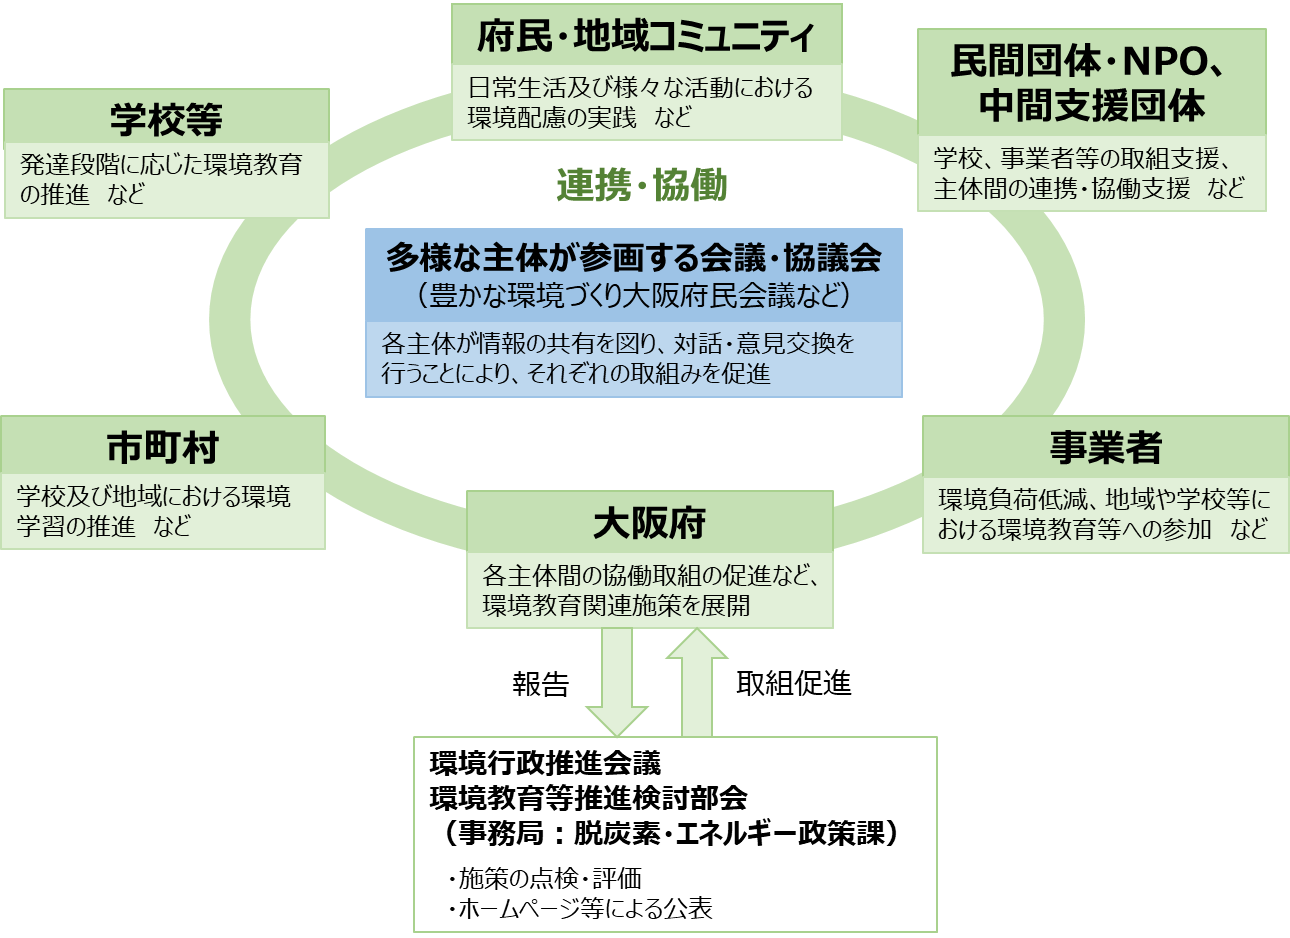 府民・地域コミュニティ
日常生活及び様々な活動における
環境配慮の実践　など
民間団体・NPO、
中間支援団体
学校、事業者等の取組支援、
主体間の連携・協働支援　など
学校等
発達段階に応じた環境教育
の推進　など
連携・協働
多様な主体が参画する会議・協議会
（豊かな環境づくり大阪府民会議など）
各主体が情報の共有を図り、対話・意見交換を
行うことにより、それぞれの取組みを促進
市町村
学校及び地域における環境
学習の推進　など
事業者
環境負荷低減、地域や学校等に
おける環境教育等への参加　など
大阪府
各主体間の協働取組の促進など、
環境教育関連施策を展開
報告
取組促進
環境行政推進会議
環境教育等推進検討部会
（事務局：脱炭素・エネルギー政策課）
・施策の点検・評価
・ホームページ等による公表